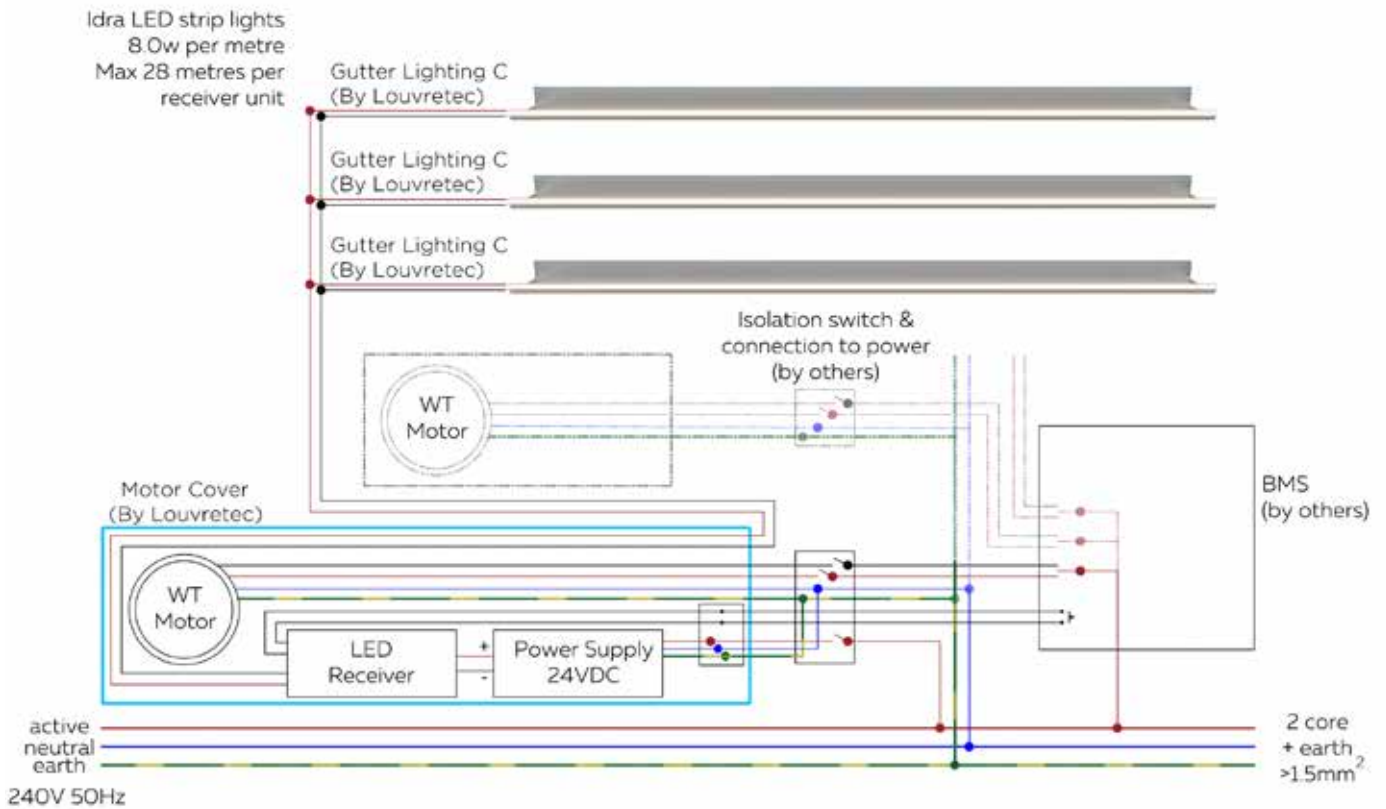 Idra LED strip lights
8.0w per metre
Max 28 metres per
receiver unit
Gutter Lighting C
(By Louvretec)
Gutter Lighting C
(By Louvretec)
Gutter Lighting C
(By Louvretec)
Isolation switch &
connection to power
(by others)
WT
Motor
Motor Cover
(By Louvretec)
BMS
(by others)
WT
Motor
LED
Receiver
+
-
Power Supply
24VDC
active
neutral
earth
240V 50Hz
2 core
+ earth
>1.5mm²